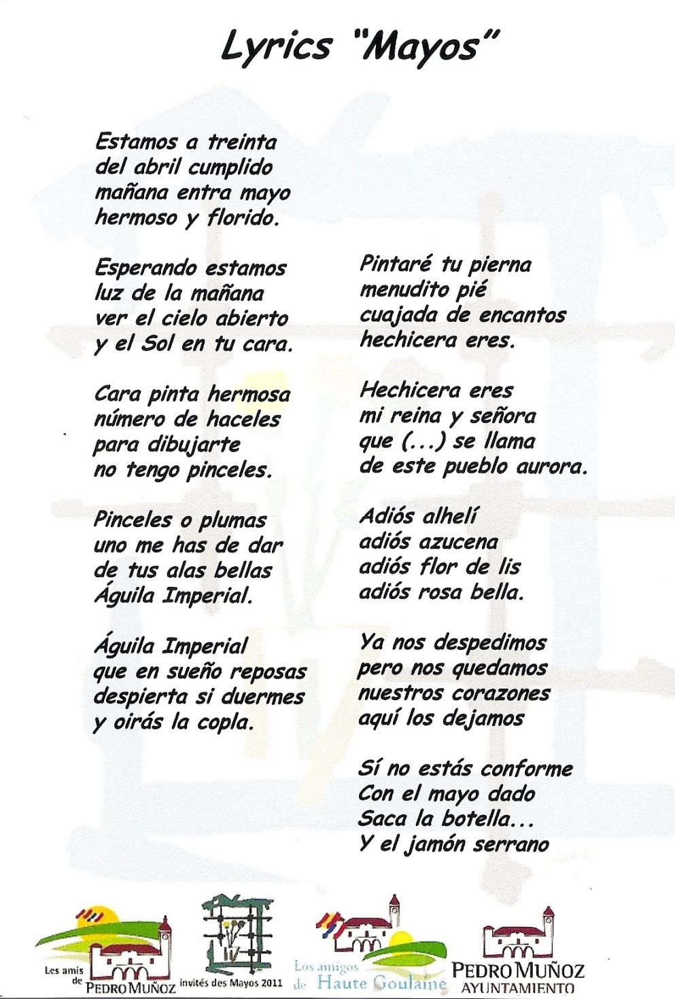 Lyrics "Mayos"
Estamos a treinta
del abril cumplido
mañana entra mayo
hermoso y florido.
Esperando estamos
luz de la mañana
ver el cielo abierto
y el Sol en tu cara.
Cara pinta hermosa
número de haceles
para dibujarte
no tengo pinceles.
Pinceles o plumas
uno me has de dar
de tus alas bellas
Águila Imperial.
Águila Imperial
que en sueño reposas
despierta si duermes
y oirás la copla.
Pintaré tu pierna
menudito pié
cuajada de encantos
hechicera eres.
Hechicera eres
mi reina y señora
que (...) se llama
de este pueblo aurora.
Adiós alhelí
adiós azucena
adiós flor de lis
adiós rosa bella.
Ya nos despedimos
pero nos quedamos
nuestros corazones
aquí los dejamos
Sí no estás conforme
Con el mayo dado
Saca la botella...
Y el jamón serrano
Les amis
de PEDRO MUÑOZ
invités des Mayos 2011
Los amigos
de Haute Goulaine
PEDRO MUÑOZ
AYUNTAMIENTO